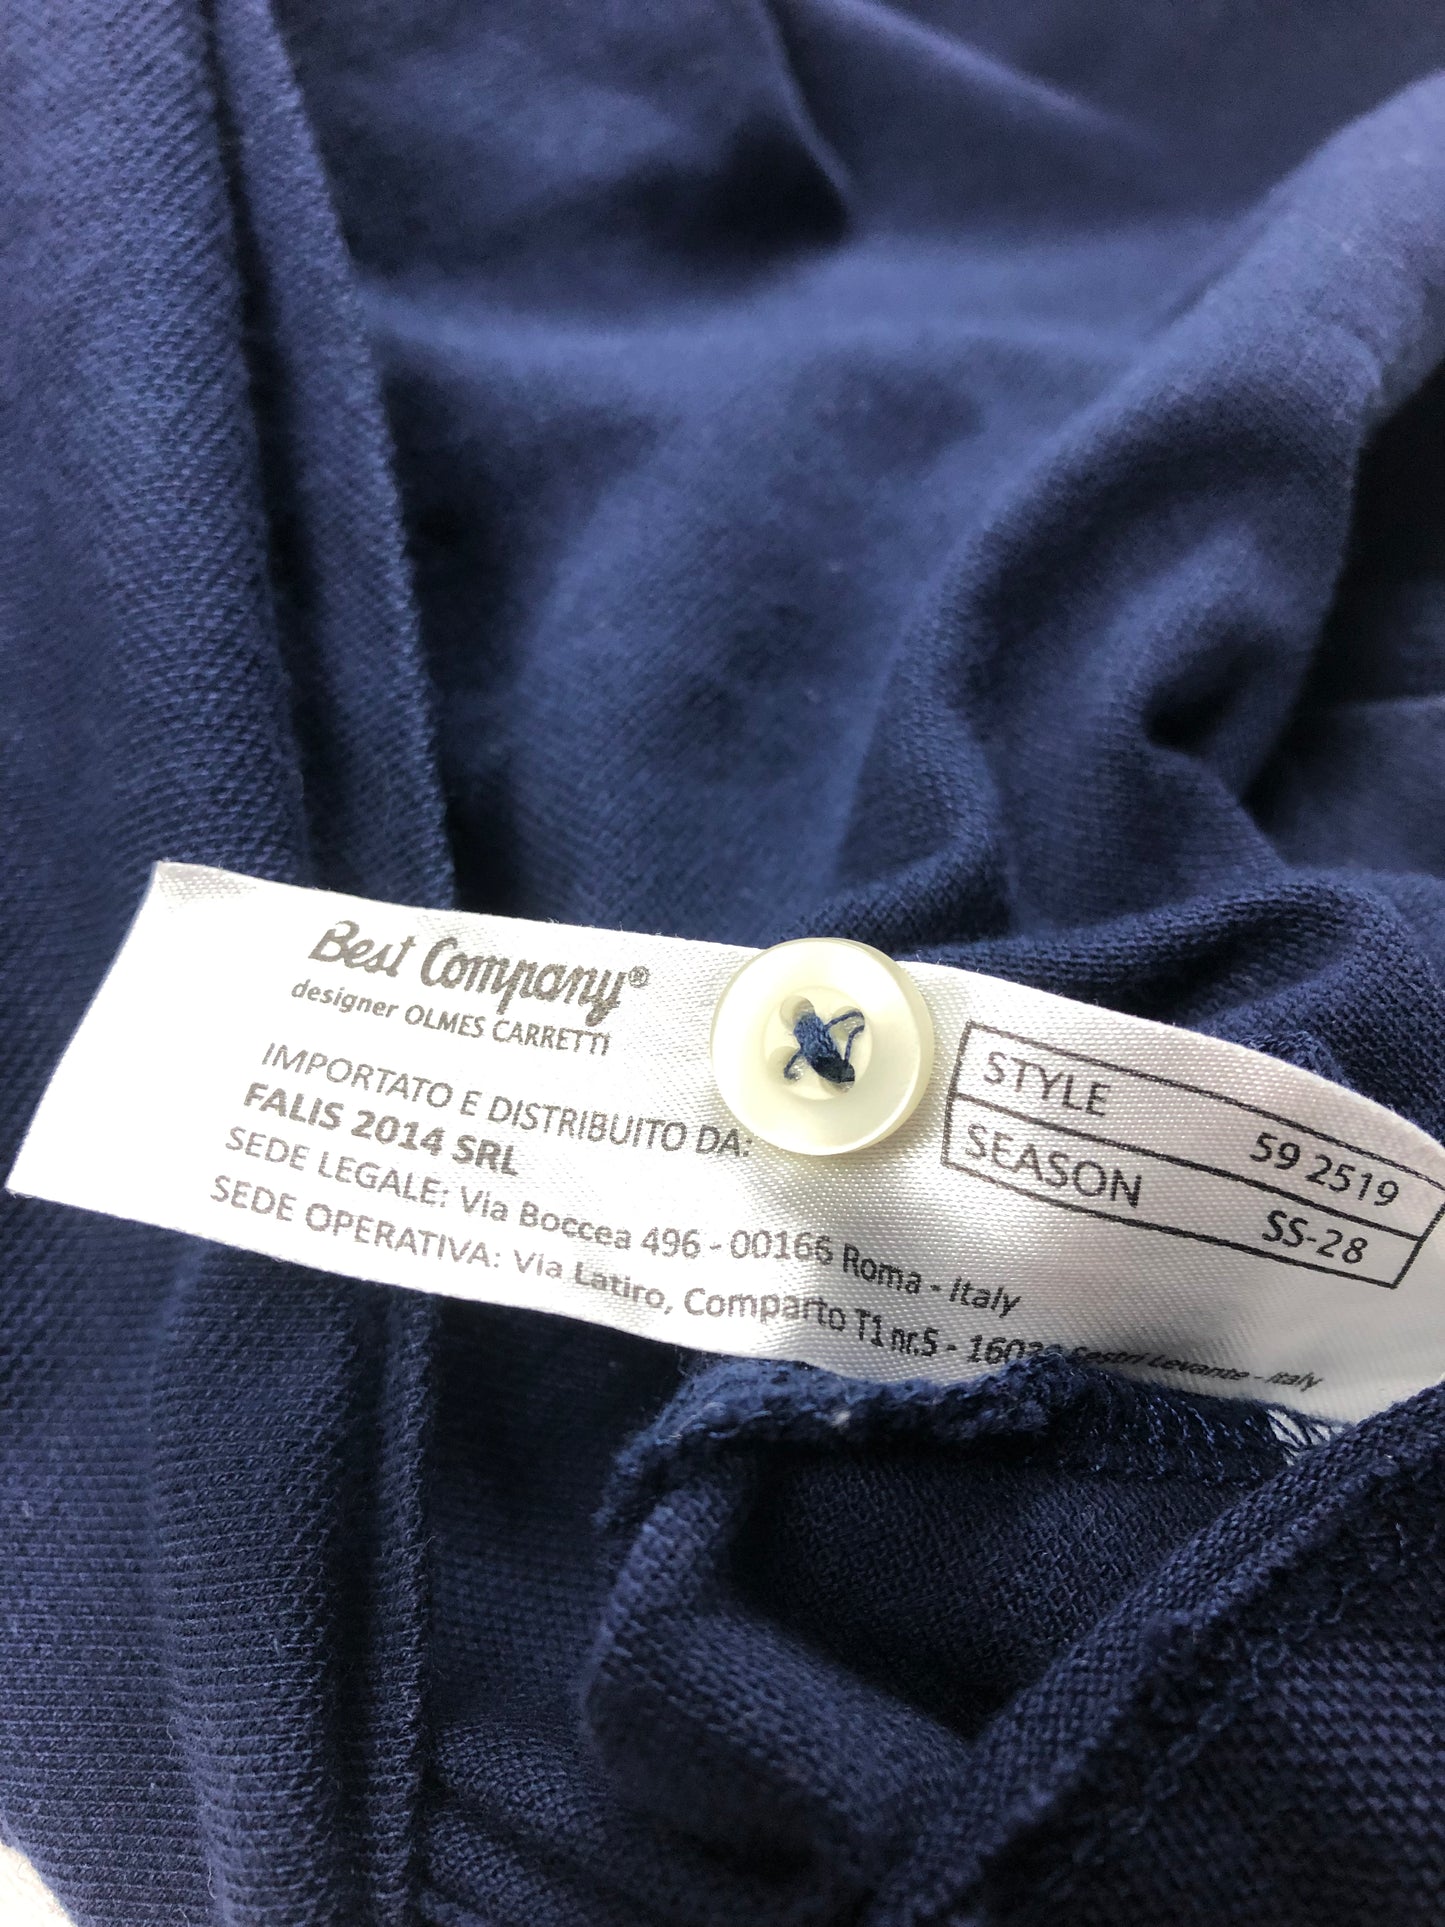 Best Company®
designer OLMES CARRETTI
IMPORTATO E DISTRIBUITO DA:
FALIS 2014 SRL
SEDE LEGALE: Via Boccea 496 - 00166 Roma - Italy
SEDE OPERATIVA: Via Latiro, Comparto T1 nr.5 - Sestri Levante - Italy
STYLE 59 2519
SEASON SS-28